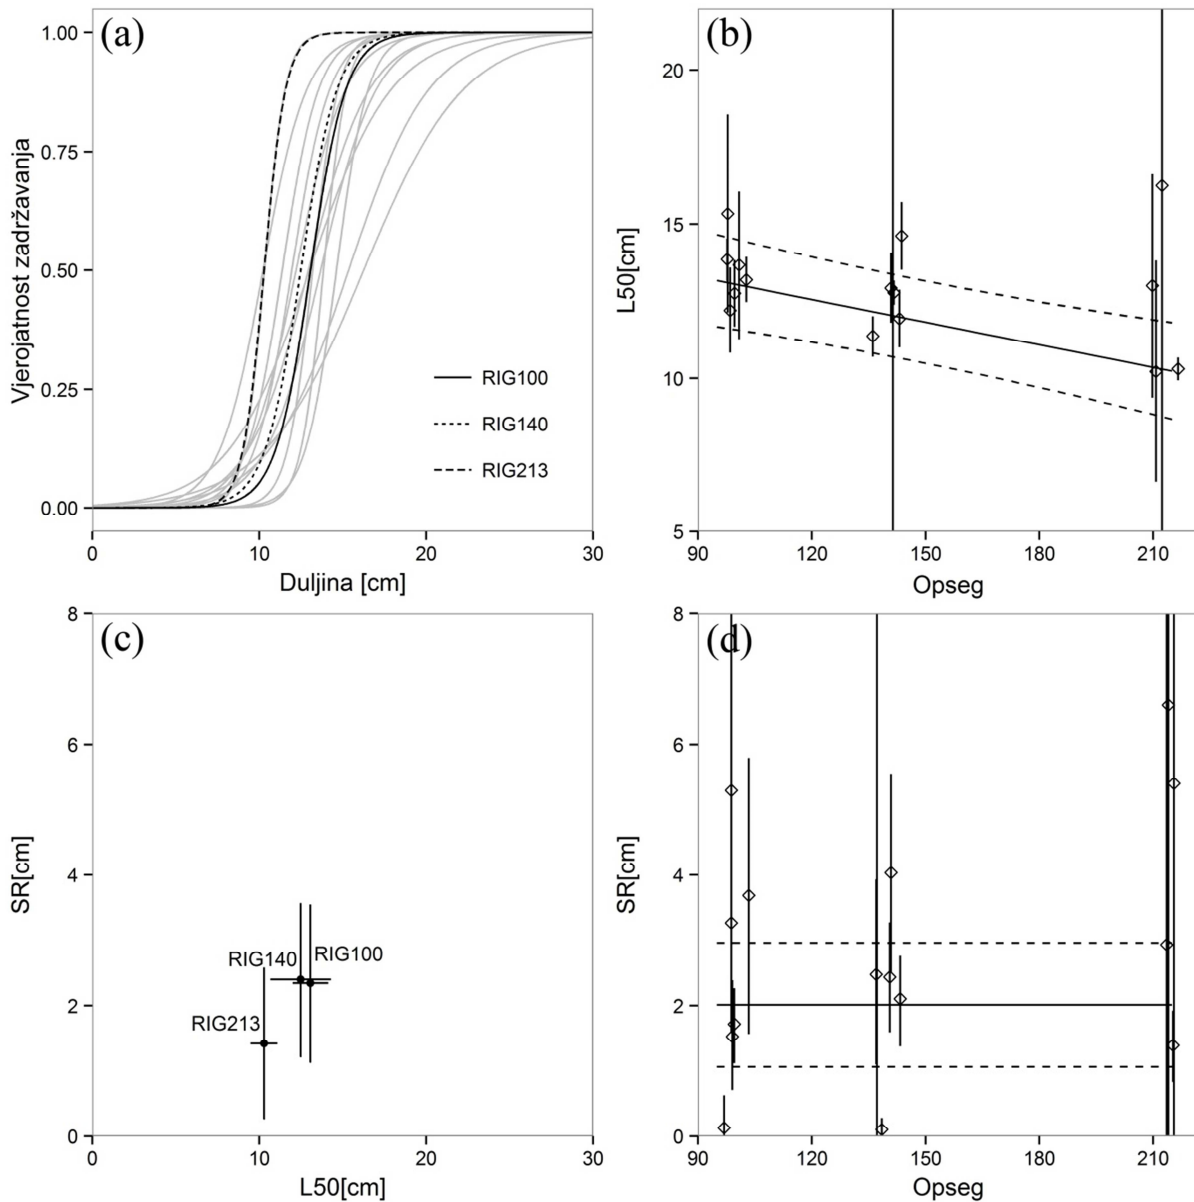 (a)
1.00
0.75
0.50
0.25
0.00
Vjerojatnost zadržavanja
RIG100
RIG140
RIG213
0
10
20
30
Duljina [cm]
(b)
20
15
10
5
L50[cm]
90
120
150
180
210
Opseg
(c)
8
6
4
2
0
SR[cm]
RIG140
RIG100
RIG213
0
10
20
30
L50[cm]
(d)
8
6
4
2
0
SR[cm]
90
120
150
180
210
Opseg